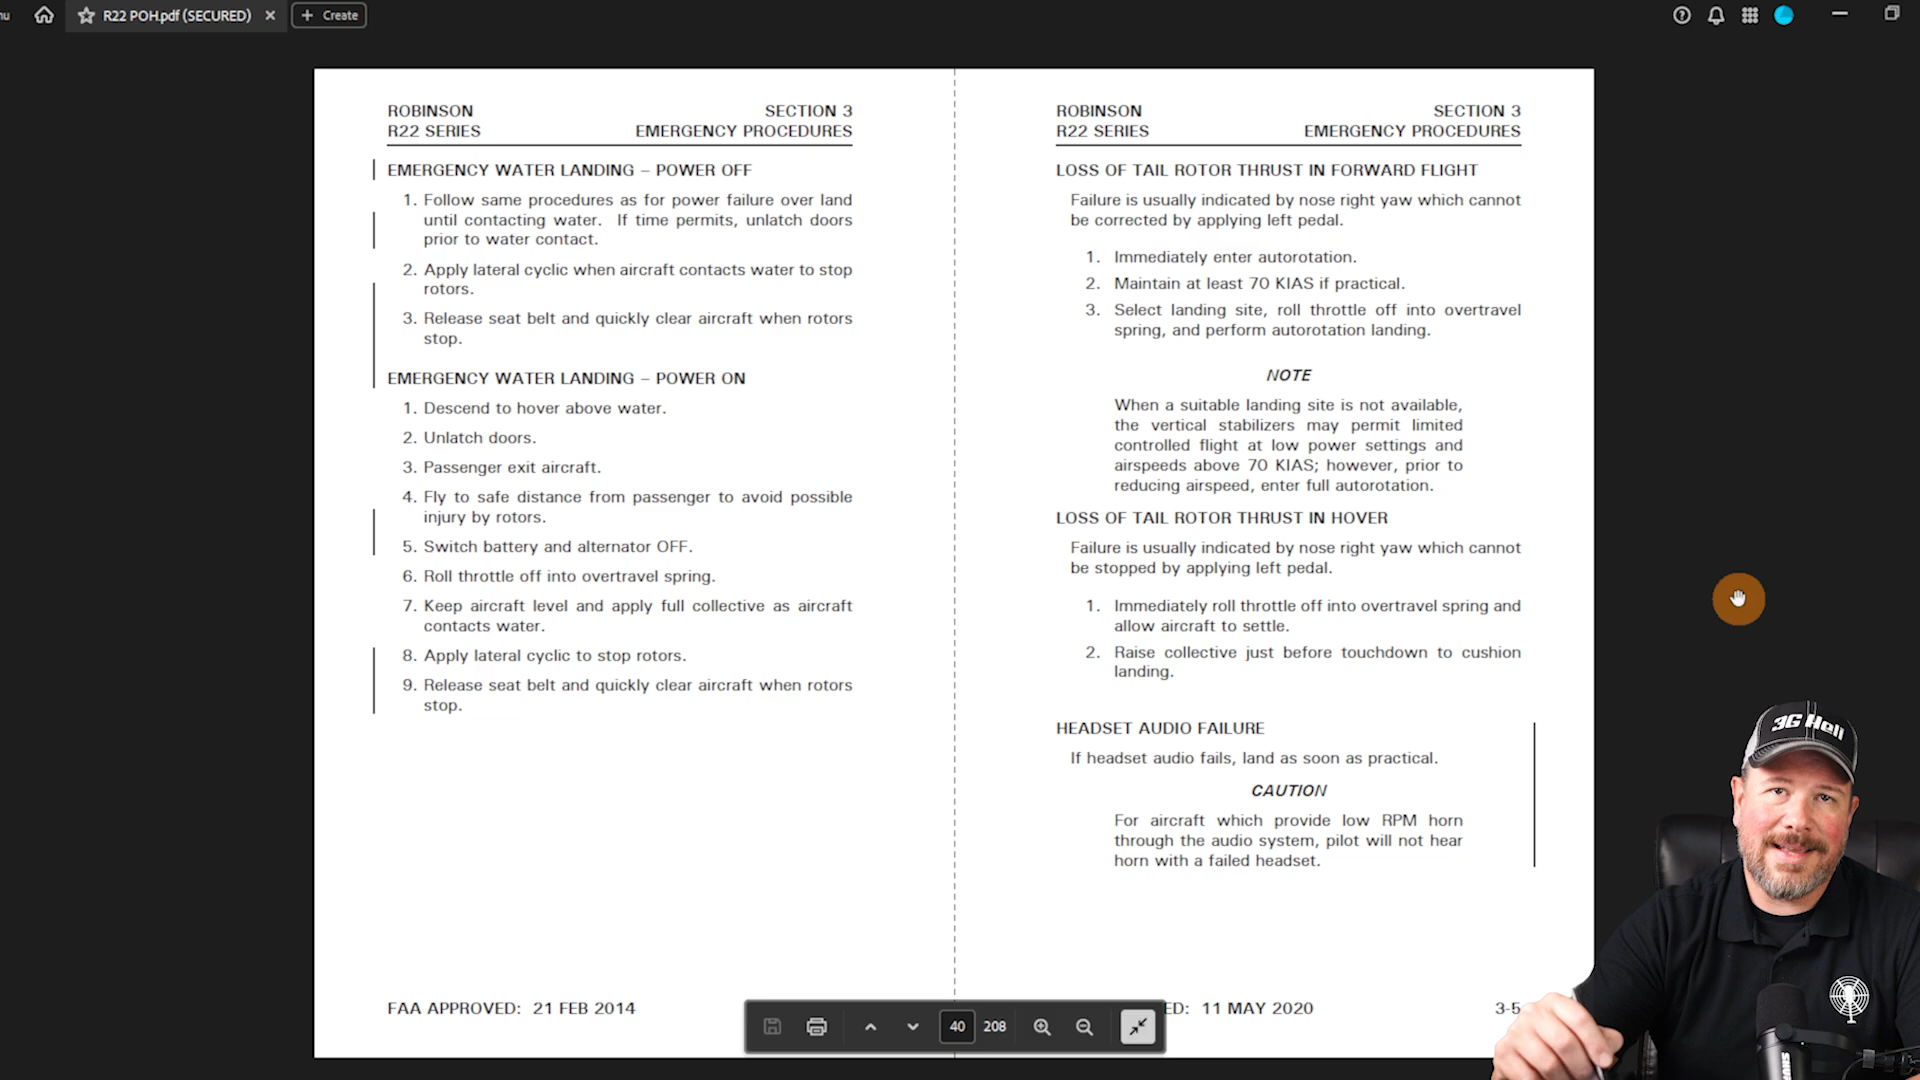 nu
R22 POH.pdf (SECURED)
Create
ROBINSON
SECTION 3
R22 SERIES
EMERGENCY PROCEDURES
EMERGENCY WATER LANDING – POWER OFF
1. Follow same procedures as for power failure over land
until contacting water. If time permits, unlatch doors
prior to water contact.
2. Apply lateral cyclic when aircraft contacts water to stop
rotors.
3. Release seat belt and quickly clear aircraft when rotors
stop.
EMERGENCY WATER LANDING – POWER ON
1. Descend to hover above water.
2. Unlatch doors.
3. Passenger exit aircraft.
4. Fly to safe distance from passenger to avoid possible
injury by rotors.
5. Switch battery and alternator OFF.
6. Roll throttle off into overtravel spring.
7. Keep aircraft level and apply full collective as aircraft
contacts water.
8. Apply lateral cyclic to stop rotors.
9. Release seat belt and quickly clear aircraft when rotors
stop.
FAA APPROVED: 21 FEB 2014
ROBINSON
SECTION 3
R22 SERIES
EMERGENCY PROCEDURES
LOSS OF TAIL ROTOR THRUST IN FORWARD FLIGHT
Failure is usually indicated by nose right yaw which cannot
be corrected by applying left pedal.
1. Immediately enter autorotation.
2. Maintain at least 70 KIAS if practical.
3. Select landing site, roll throttle off into overtravel
spring, and perform autorotation landing.
NOTE
When a suitable landing site is not available,
the vertical stabilizers may permit limited
controlled flight at low power settings and
airspeeds above 70 KIAS; however, prior to
reducing airspeed, enter full autorotation.
LOSS OF TAIL ROTOR THRUST IN HOVER
Failure is usually indicated by nose right yaw which cannot
be stopped by applying left pedal.
1. Immediately roll throttle off into overtravel spring and
allow aircraft to settle.
2. Raise collective just before touchdown to cushion
landing.
HEADSET AUDIO FAILURE
If headset audio fails, land as soon as practical.
CAUTION
For aircraft which provide low RPM horn
through the audio system, pilot will not hear
horn with a failed headset.
ED: 11 MAY 2020
3-5
40 208
3G Heli